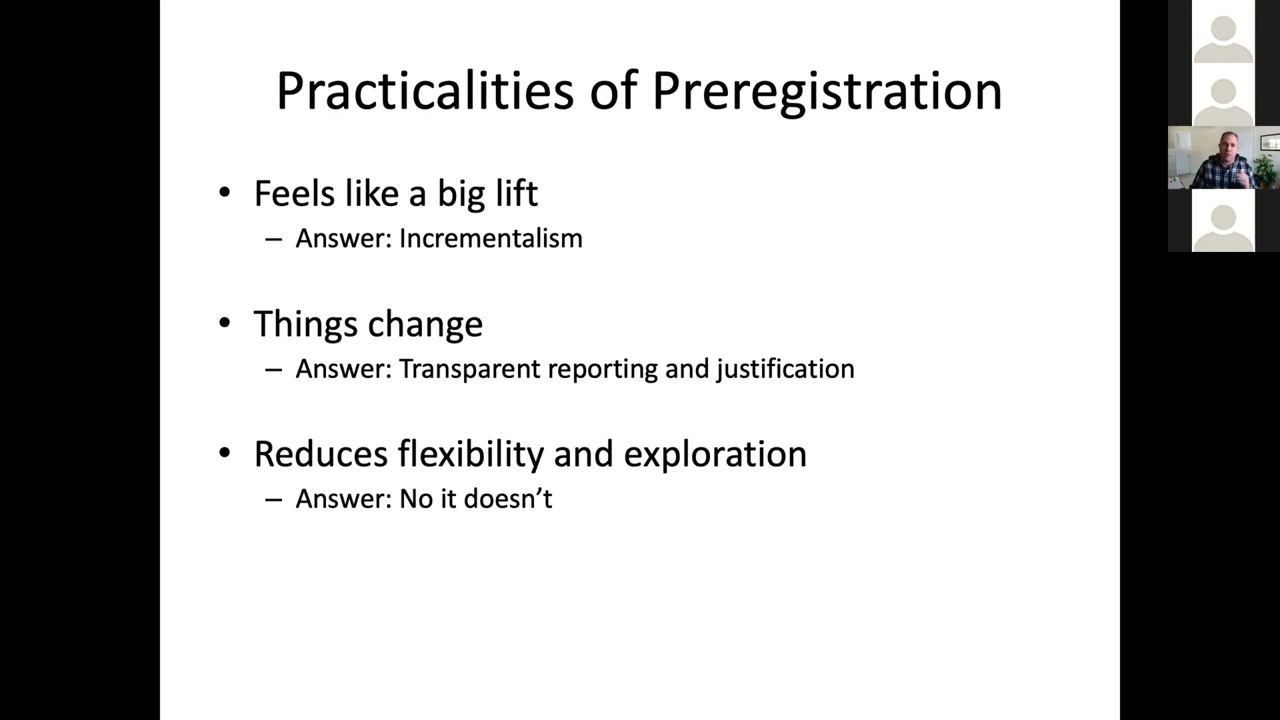 Practicalities of Preregistration
• Feels like a big lift
– Answer: Incrementalism
• Things change
– Answer: Transparent reporting and justification
• Reduces flexibility and exploration
– Answer: No it doesn’t